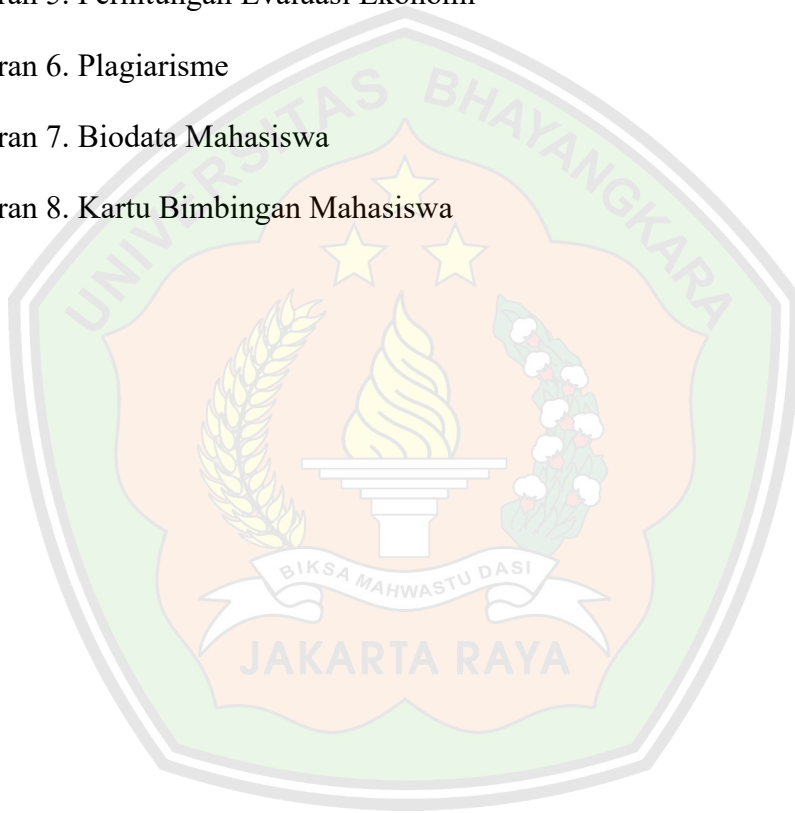 ran 6. Plagiarisme
ran 7. Biodata Mahasiswa
ran 8. Kartu Bimbingan Mahasiswa
UNIVERSITAS BHAYANGKARA
BIKSA MAHWASTU DASI
JAKARTA RAYA